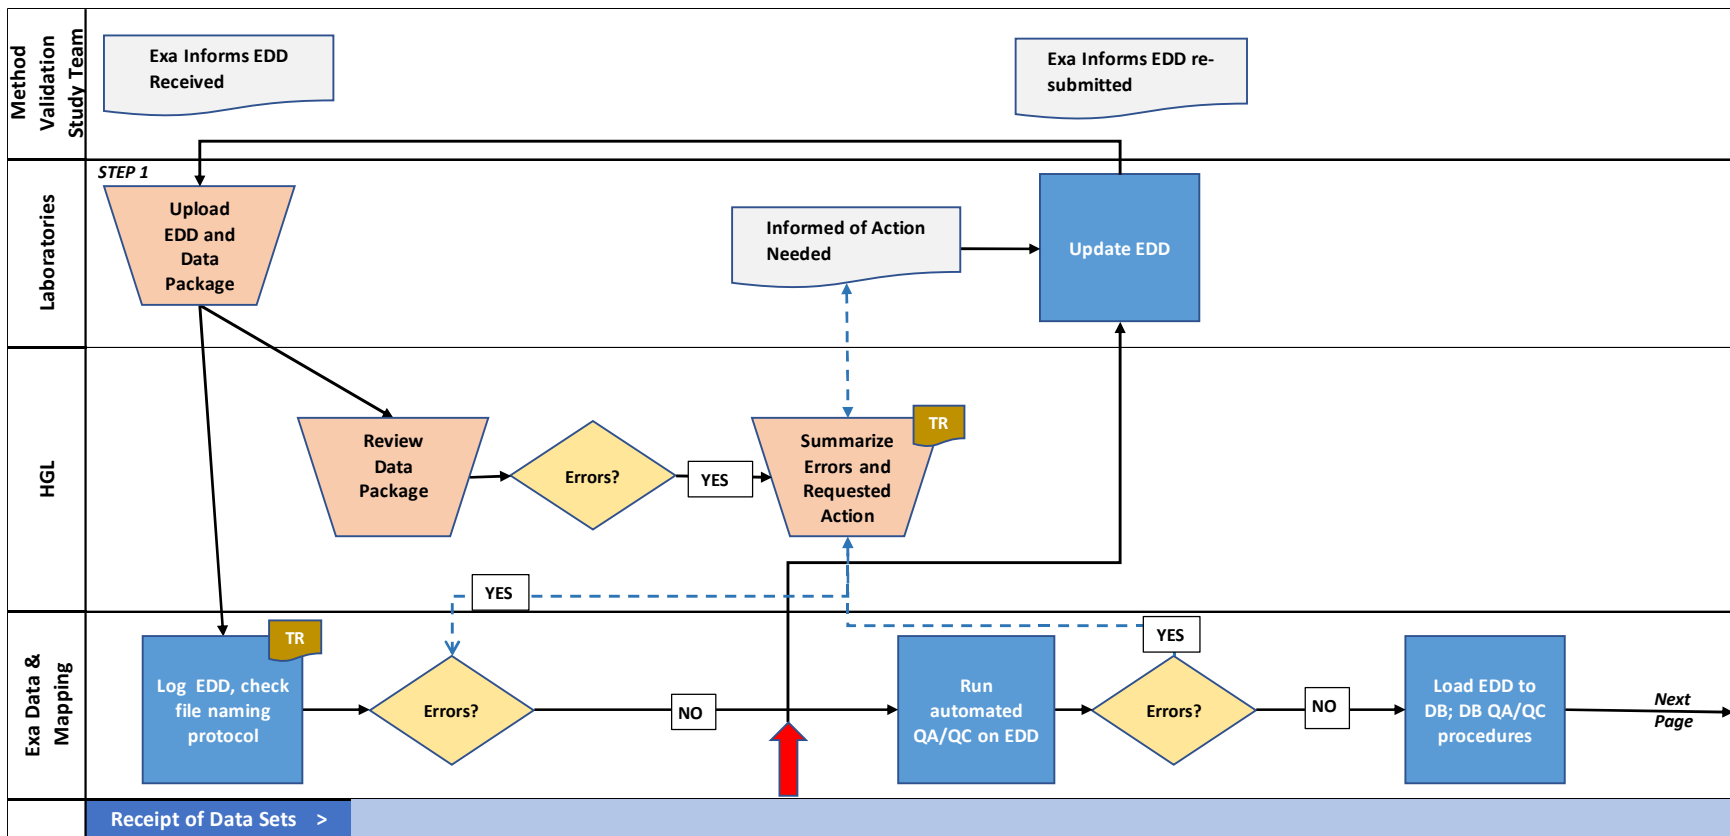 Method
Validation
Study Team
Exa Informs EDD
Received
Exa Informs EDD re-
submitted
Laboratories
STEP 1
Upload
EDD and
Data
Package
Informed of Action
Needed
Update EDD
HGL
Review
Data
Package
Errors?
YES
Summarize
Errors and
Requested
Action
TR
YES
Exa Data &
Mapping
TR
Log EDD, check
file naming
protocol
Errors?
NO
Run
automated
QA/QC on EDD
YES
Errors?
NO
Load EDD to
DB; DB QA/QC
procedures
Next
Page
Receipt of Data Sets >